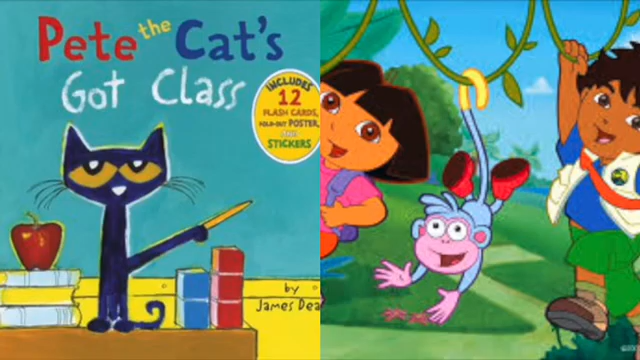 Pete the Cat's
Got Class
INCLUDES
12
FLASH CARDS,
FOLD-OUT POSTER,
AND
STICKERS
by
James Dea